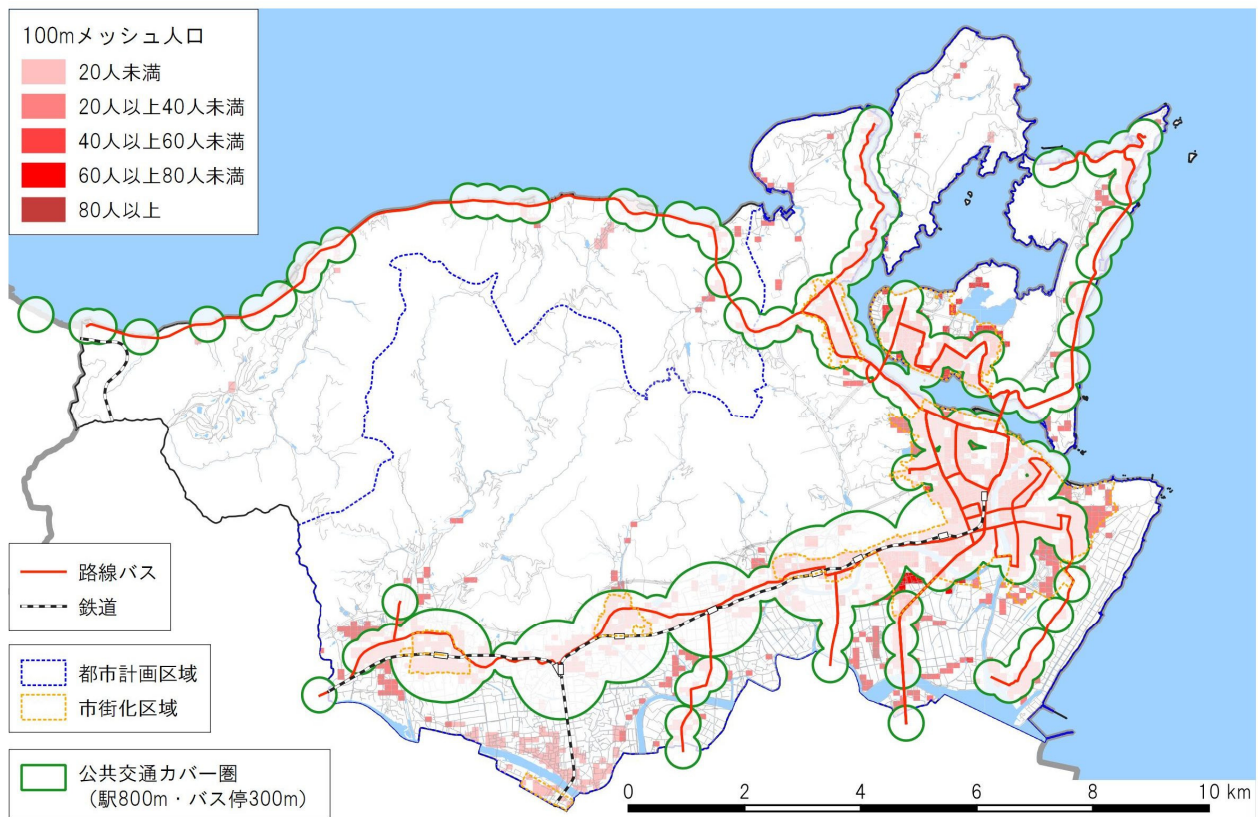 100mメッシュ人口
20人未満
20人以上40人未満
40人以上60人未満
60人以上80人未満
80人以上
路線バス
鉄道
都市計画区域
市街化区域
公共交通カバー圏
（駅800m・バス停300m）
0 2 4 6 8 10 km